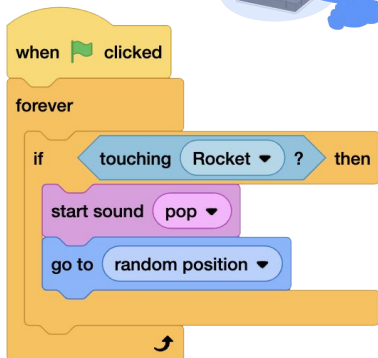 when clicked
forever
if touching Rocket ? then
start sound pop
go to random position